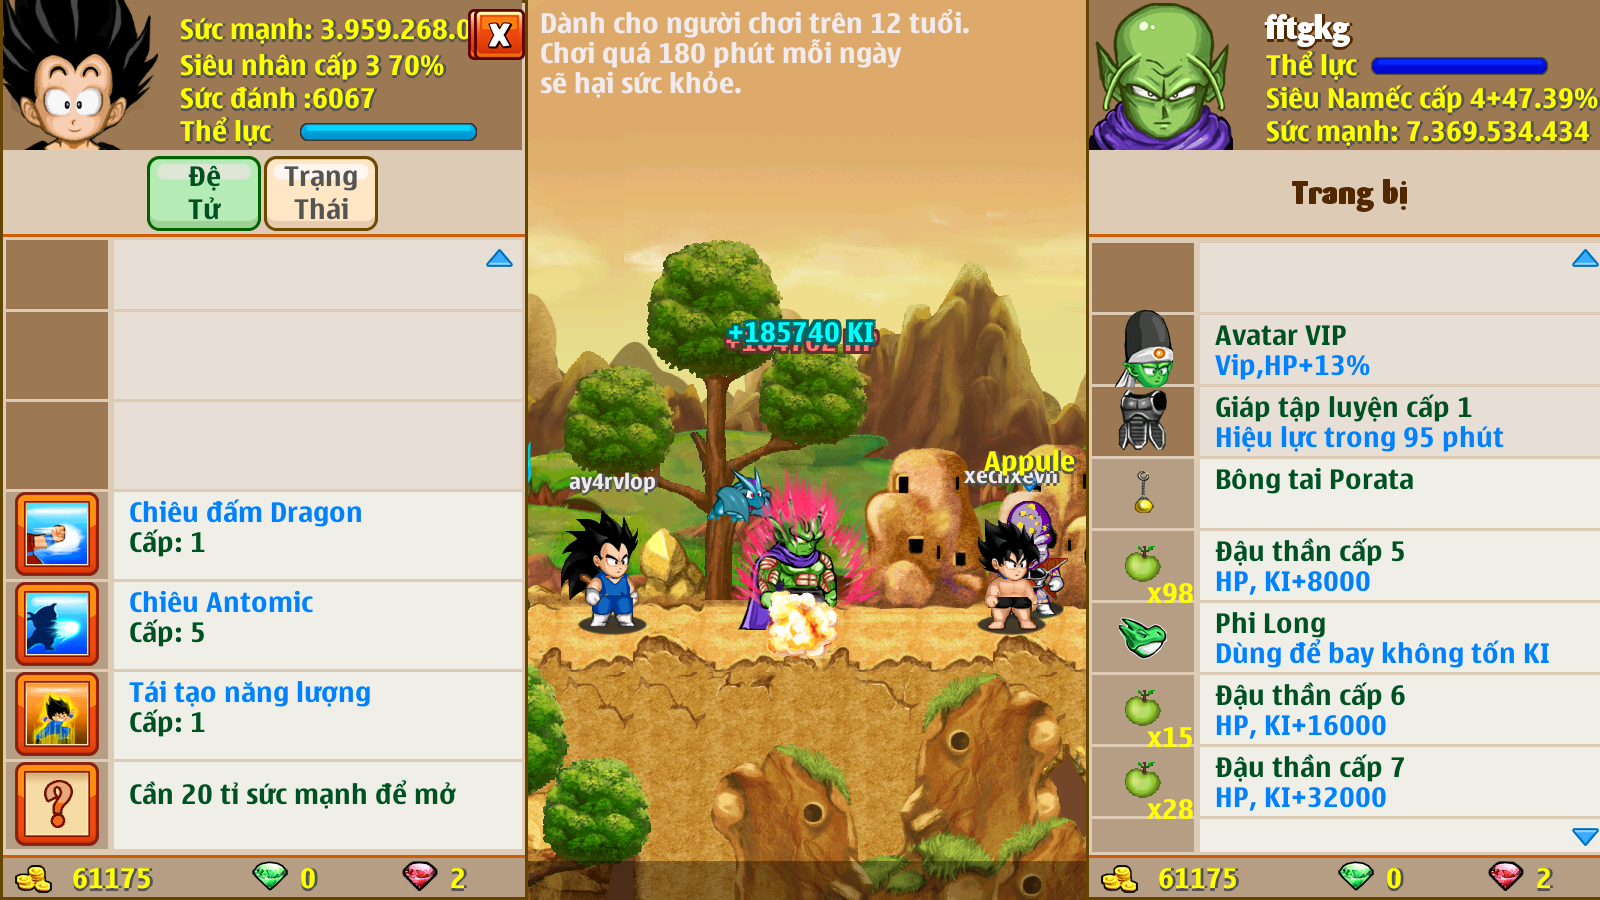 Sức mạnh: 3.959.268.0
X
Siêu nhân cấp 3 70%
Sức đánh :6067
Thể lực
Đệ
Tử
Trạng
Thái
Chiêu đấm Dragon
Cấp: 1
Chiêu Antomic
Cấp: 5
Tái tạo năng lượng
Cấp: 1
?
Cần 20 tỉ sức mạnh để mở
61175
0
2
Dành cho người chơi trên 12 tuổi.
Chơi quá 180 phút mỗi ngày
sẽ hại sức khỏe.
+185740 KI
Appule
ay4rvlop
fftgkg
Thể lực
Siêu Namếc cấp 4+47.39%
Sức mạnh: 7.369.534.434
Trang bị
Avatar VIP
Vip,HP+13%
Giáp tập luyện cấp 1
Hiệu lực trong 95 phút
Bông tai Porata
Đậu thần cấp 5
HP, KI+8000
x98
Phi Long
Dùng để bay không tốn KI
Đậu thần cấp 6
HP, KI+16000
x15
Đậu thần cấp 7
HP, KI+32000
x28
61175
0
2